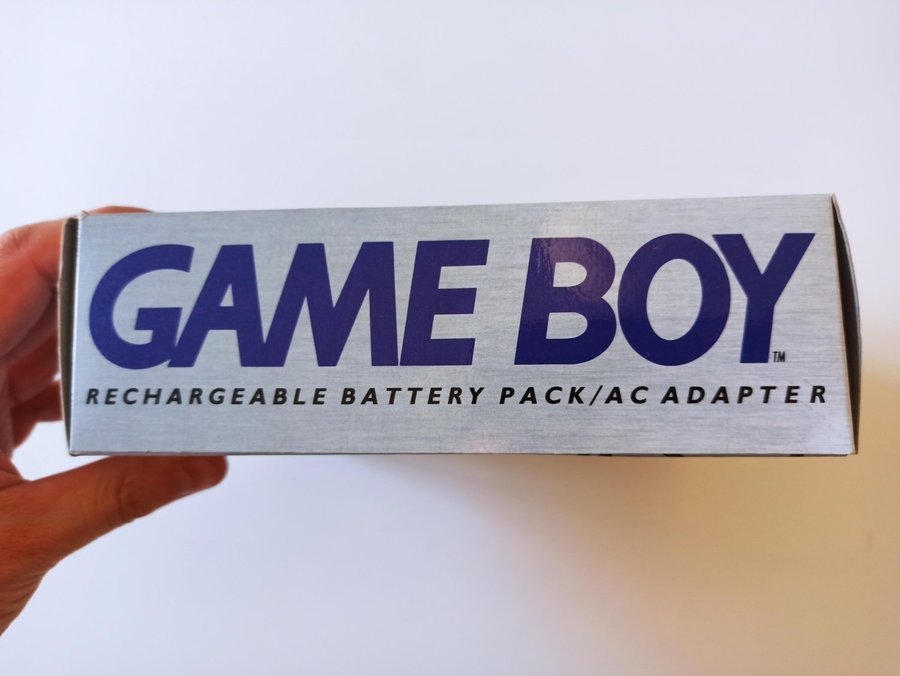 GAME BOY™
RECHARGEABLE BATTERY PACK/AC ADAPTER